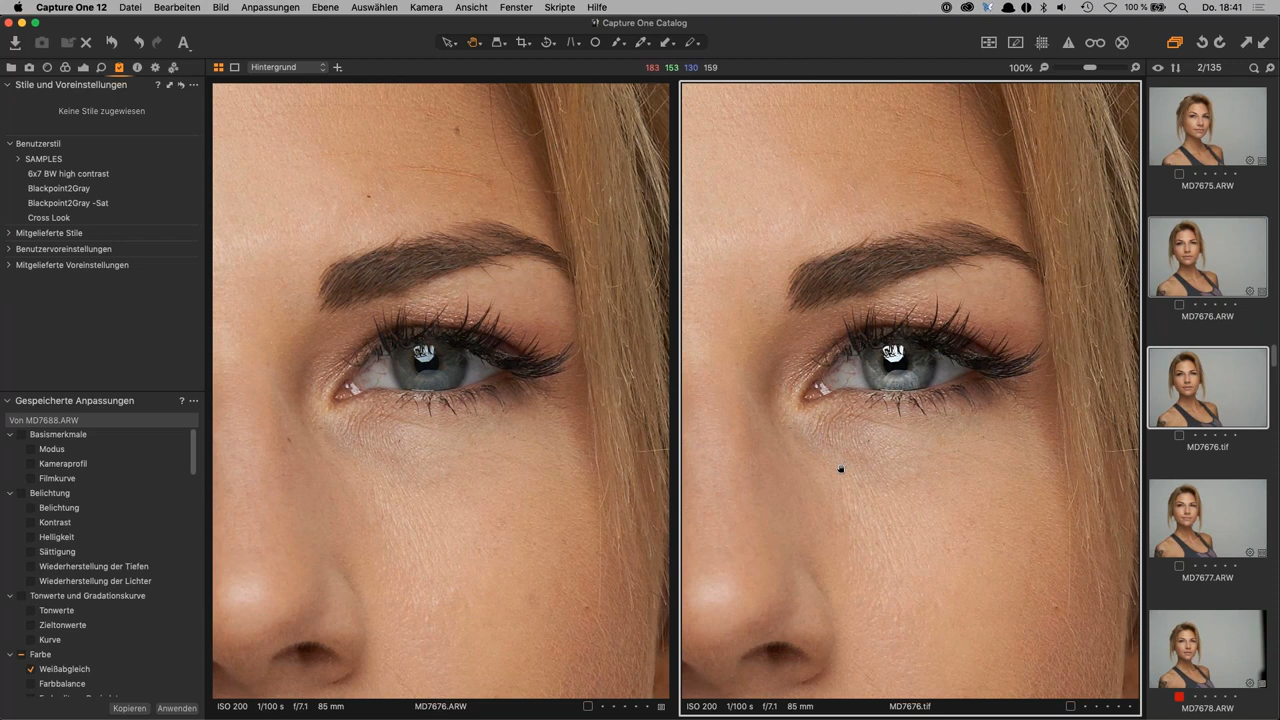 Capture One 12 Datei Bearbeiten Bild Anpassungen Ebene Auswählen Kamera Ansicht Fenster Skripte Hilfe 100 % Do. 18:41
Capture One Catalog
Hintergrund 183 153 130 159 100% 2/135
Stile und Voreinstellungen ?
Keine Stile zugewiesen
Benutzerstil
SAMPLES
6x7 BW high contrast
Blackpoint2Gray
Blackpoint2Gray -Sat
Cross Look
Mitgelieferte Stile
Benutzervoreinstellungen
Mitgelieferte Voreinstellungen
Gespeicherte Anpassungen ?
Von MD7688.ARW
Basismerkmale
Modus
Kameraprofil
Filmkurve
Belichtung
Belichtung
Kontrast
Helligkeit
Sättigung
Wiederherstellung der Tiefen
Wiederherstellung der Lichter
Tonwerte und Gradationskurve
Tonwerte
Zieltonwerte
Kurve
Farbe
Weißabgleich
Farbbalance
Kopieren Anwenden
ISO 200 1/100 s f/7.1 85 mm MD7676.ARW
ISO 200 1/100 s f/7.1 85 mm MD7676.tif
MD7675.ARW
MD7676.ARW
MD7676.tif
MD7677.ARW
MD7678.ARW